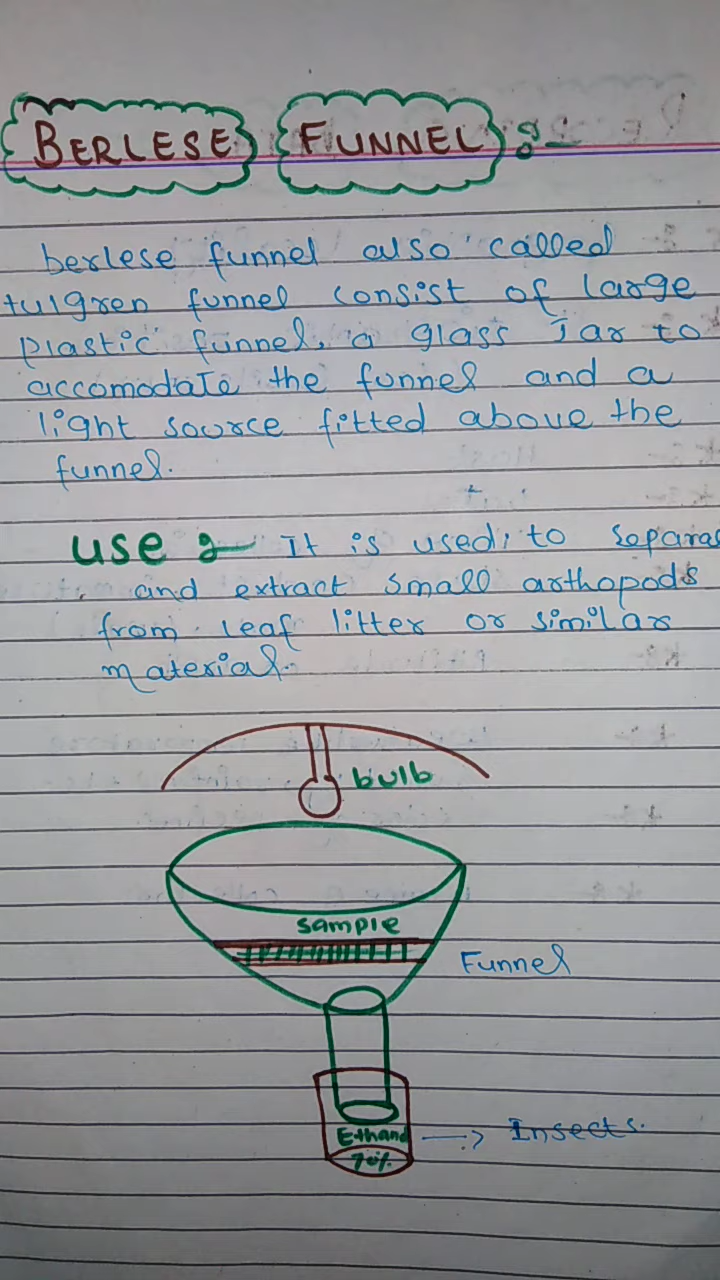 BERLESE FUNNEL :-
berlese funnel also called
tulgren funnel consist of large
plastic funnel, a glass Jar to
accomodate the funnel and a
light source fitted above the
funnel.
use :- It is used, to separa
and extract small arthopods
from leaf litter or similar
material.
bulb
sample
Funnel
Ethanol
70%
Insects.